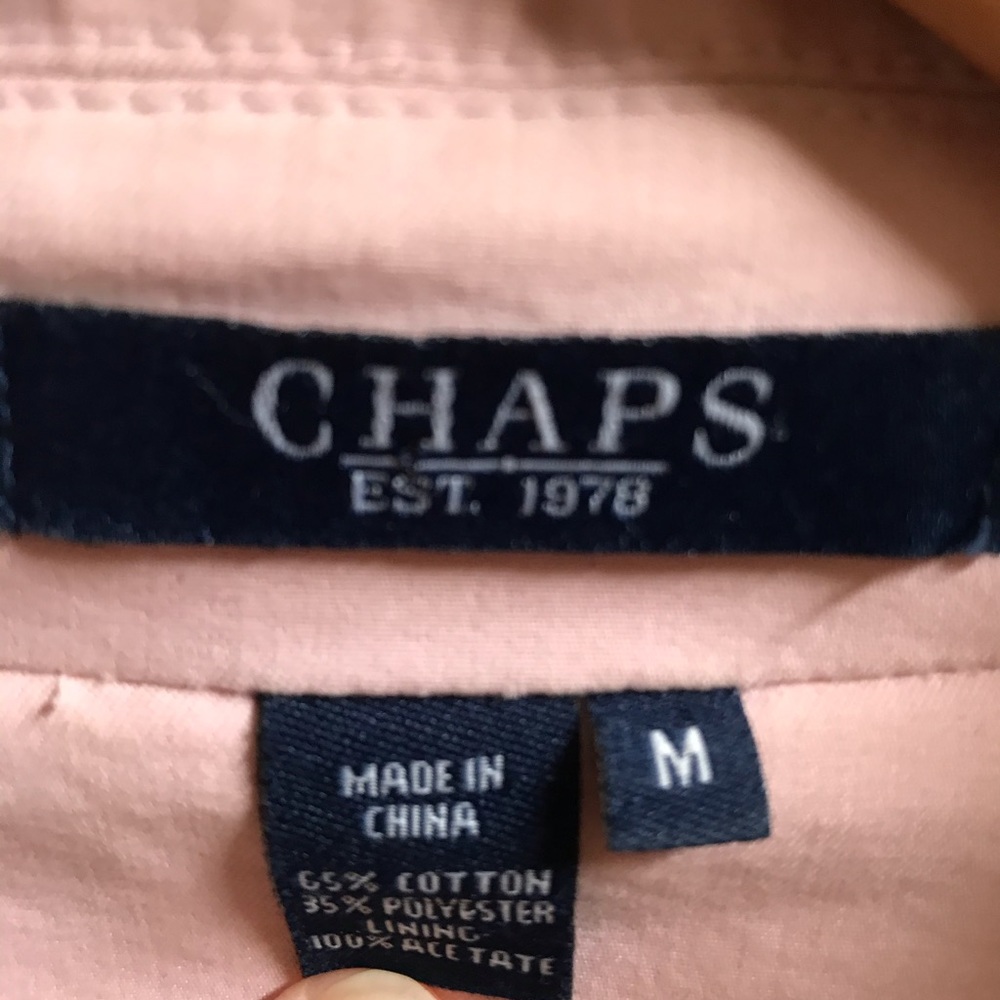 CHAPS
EST. 1978
MADE IN
CHINA
M
65% COTTON
35% POLYESTER
LINING
100% ACETATE